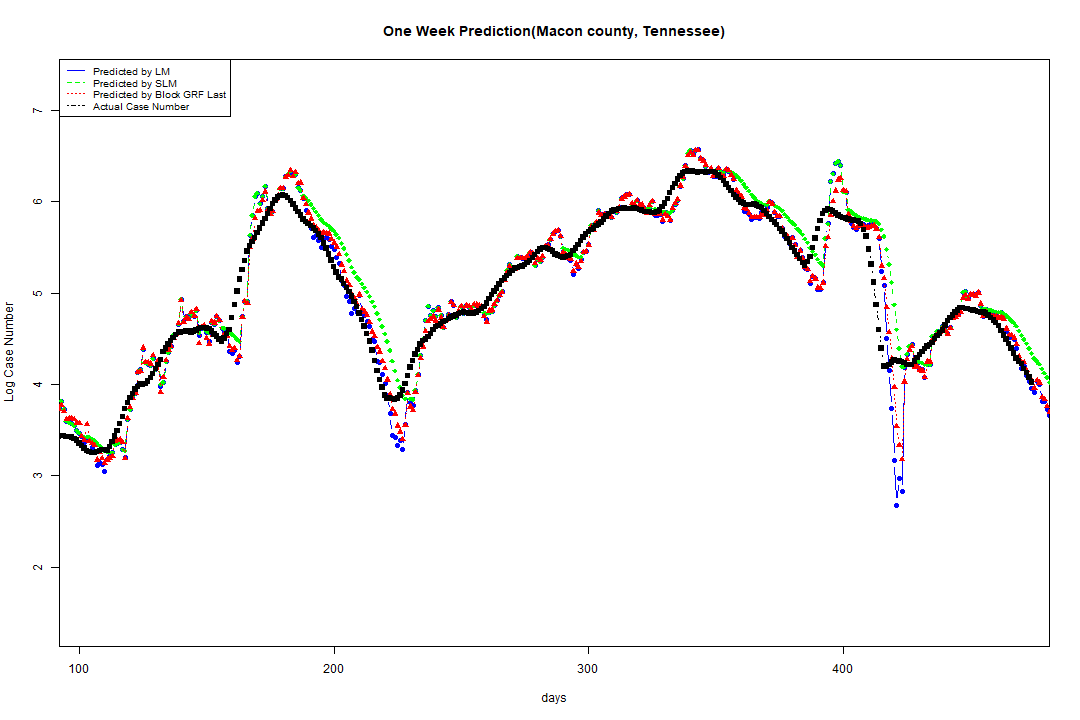 One Week Prediction(Macon county, Tennessee)
Predicted by LM
Predicted by SLM
Predicted by Block GRF Last
Actual Case Number
7
6
5
4
3
2
Log Case Number
100 200 300 400
days